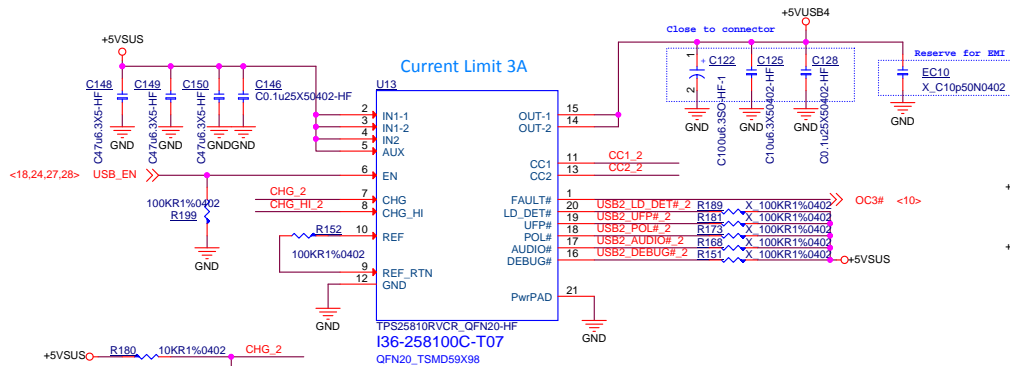 +5VUSB4
Close to connector
+5VSUS
Reserve for EMI
Current Limit 3A
C148
C149
C150
C146
C0.1u25X50402-HF
C47u6.3X5-HF
C47u6.3X5-HF
C47u6.3X5-HF
GND
GND
GND
GND
U13
1
+
C122
2
C100u6.3SO-HF-1
C125
C10u6.3X50402-HF
C128
C0.1u25X50402-HF
EC10
X_C10p50N0402
GND
GND
GND
GND
2 IN1-1
3 IN1-2
4 IN2
5 AUX
OUT-1 15
OUT-2 14
CC1 11 CC1_2
CC2 13 CC2_2
<18,24,27,28> USB_EN
6 EN
100KR1%0402
R199
GND
CHG_2 7 CHG
CHG_HI_2 8 CHG_HI
R152 10 REF
100KR1%0402
9 REF_RTN
12 GND
GND
FAULT# 1 OC3# <10>
LD_DET# 20 USB2_LD_DET#_2 R189 X_100KR1%0402
UFP# 19 USB2_UFP#_2 R181 X_100KR1%0402
POL# 18 USB2_POL#_2 R173 X_100KR1%0402
AUDIO# 17 USB2_AUDIO#_2 R168 X_100KR1%0402
DEBUG# 16 USB2_DEBUG#_2 R151 X_100KR1%0402
+5VSUS
PwrPAD 21
GND
+
+
TPS25810RVCR_QFN20-HF
I36-258100C-T07
QFN20_TSMD59X98
+5VSUS R180 10KR1%0402 CHG_2